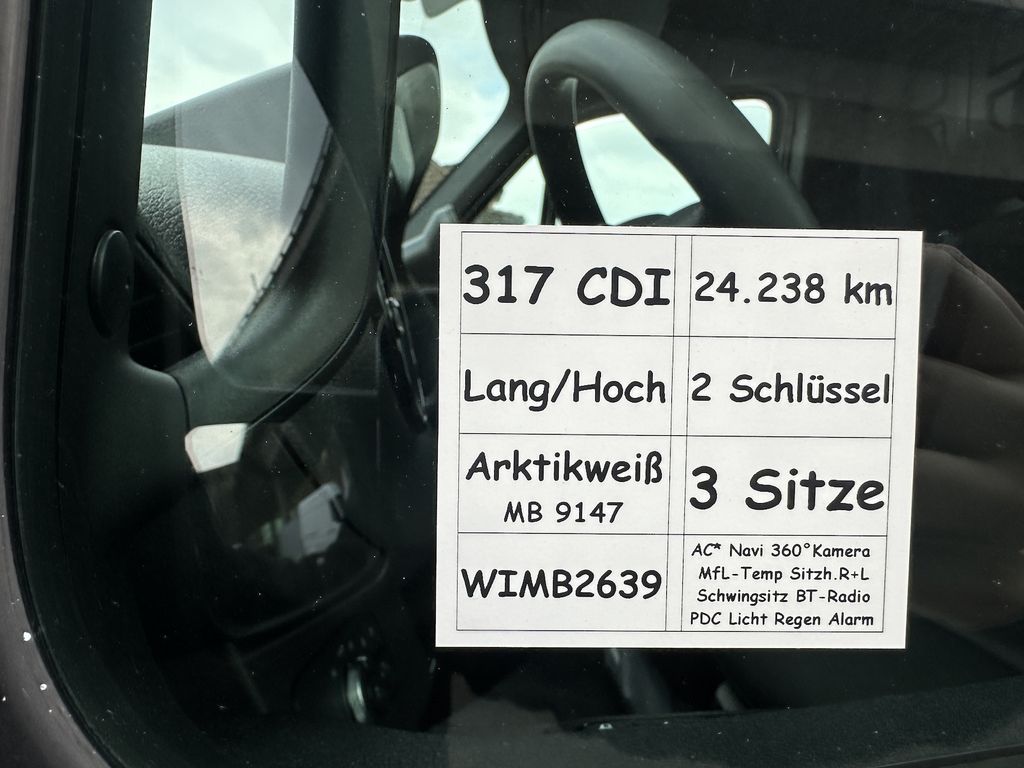 317 CDI
24.238 km
Lang/Hoch
2 Schlüssel
Arktikweiß
MB 9147
3 Sitze
WIMB2639
AC* Navi 360°Kamera
MfL-Temp Sitzh.R+L
Schwingsitz BT-Radio
PDC Licht Regen Alarm